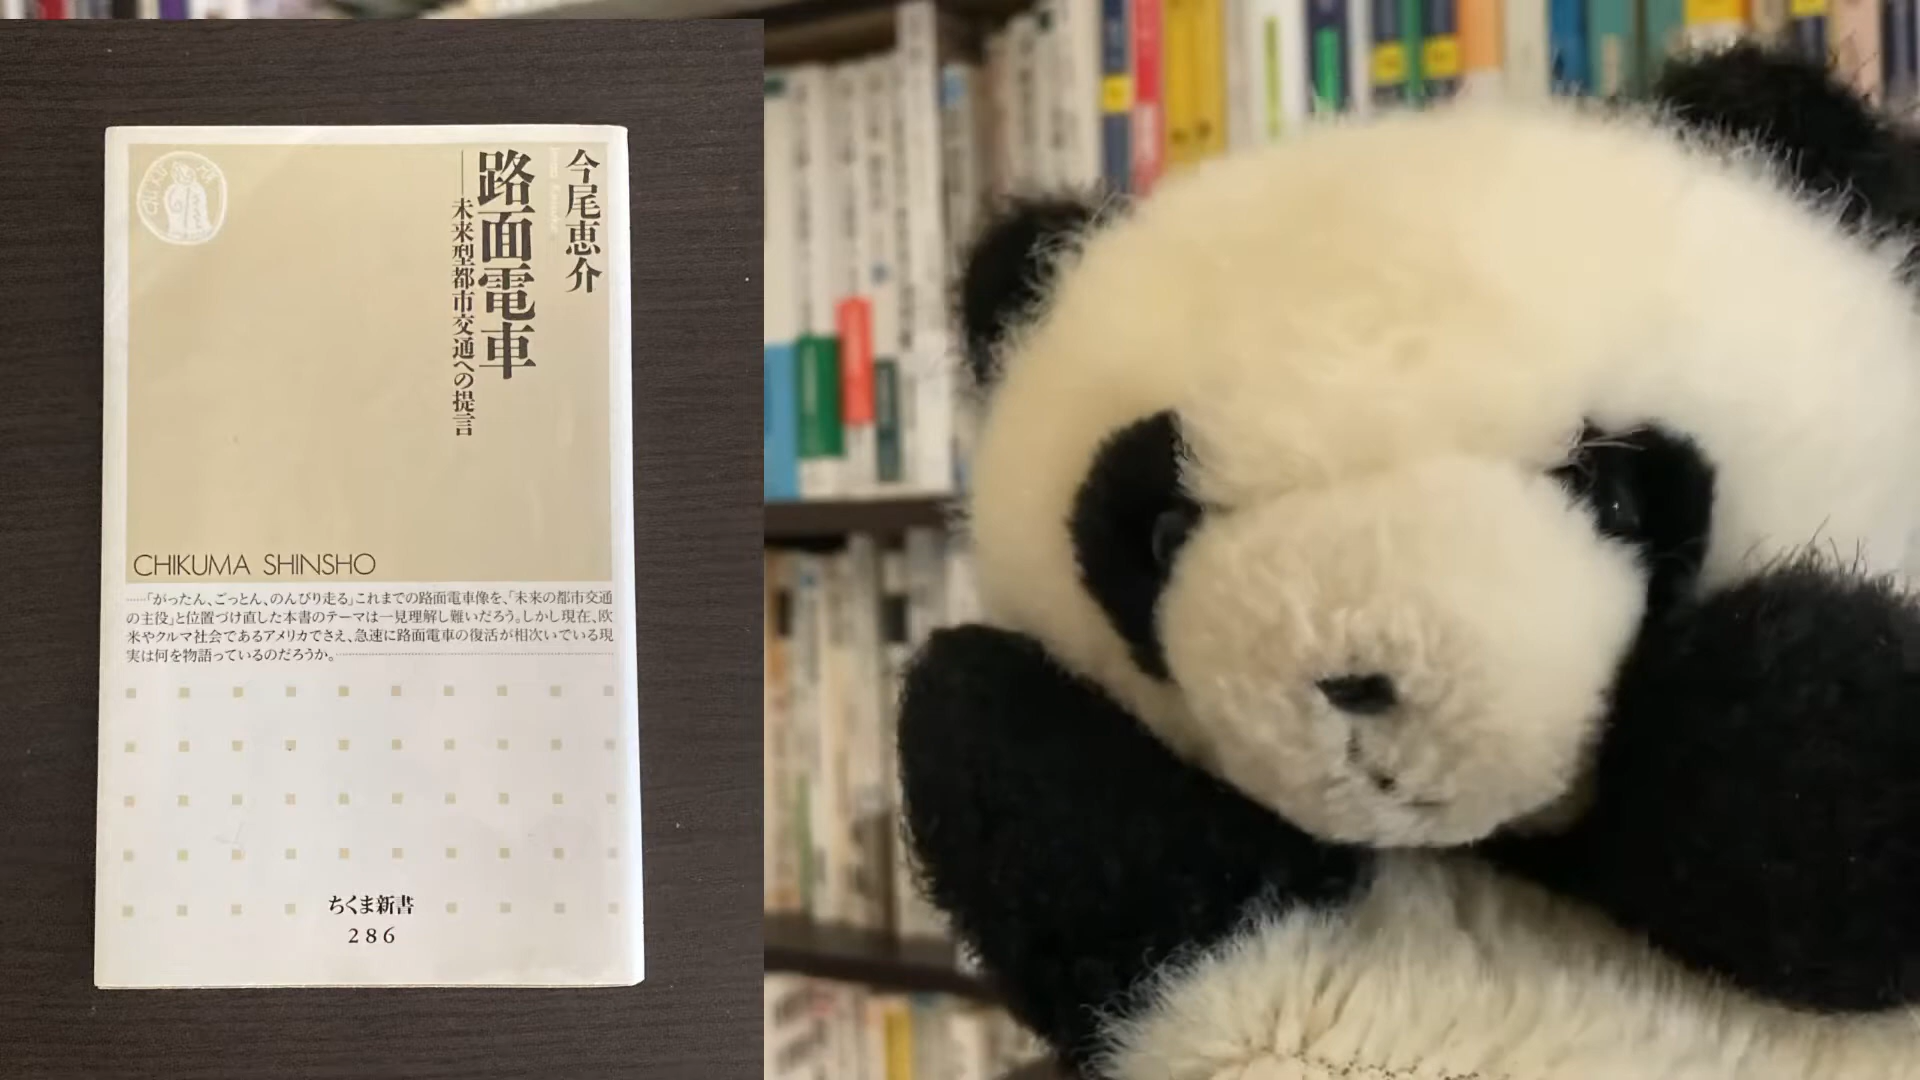 今尾恵介
路面電車
──未来型都市交通への提言
CHIKUMA SHINSHO
……「がったん、ごっとん、のんびり走る」これまでの路面電車像を、「未来の都市交通
の主役」と位置づけ直した本書のテーマは一見理解し難いだろう。しかし現在、欧
米やクルマ社会であるアメリカでさえ、急速に路面電車の復活が相次いでいる現
実は何を物語っているのだろうか。
ちくま新書
286